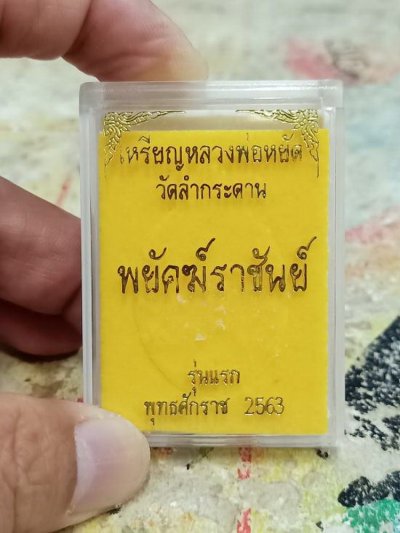 เหรียญหลวงพ่อหยัด
วัดลำกระดาน
พยัคฆ์ราชันย์
รุ่นแรก
พุทธศักราช 2563